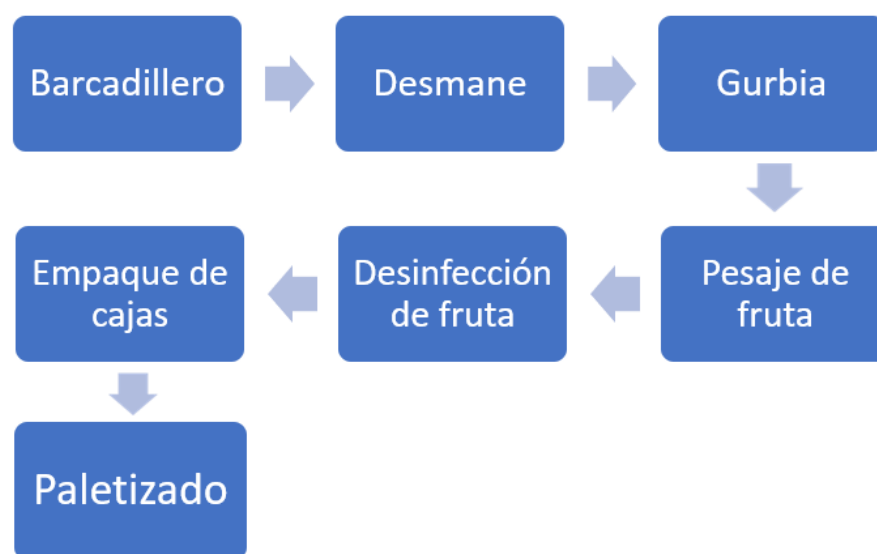 Barcadillero
Desmane
Gurbia
Pesaje de
fruta
Desinfección
de fruta
Empaque de
cajas
Paletizado